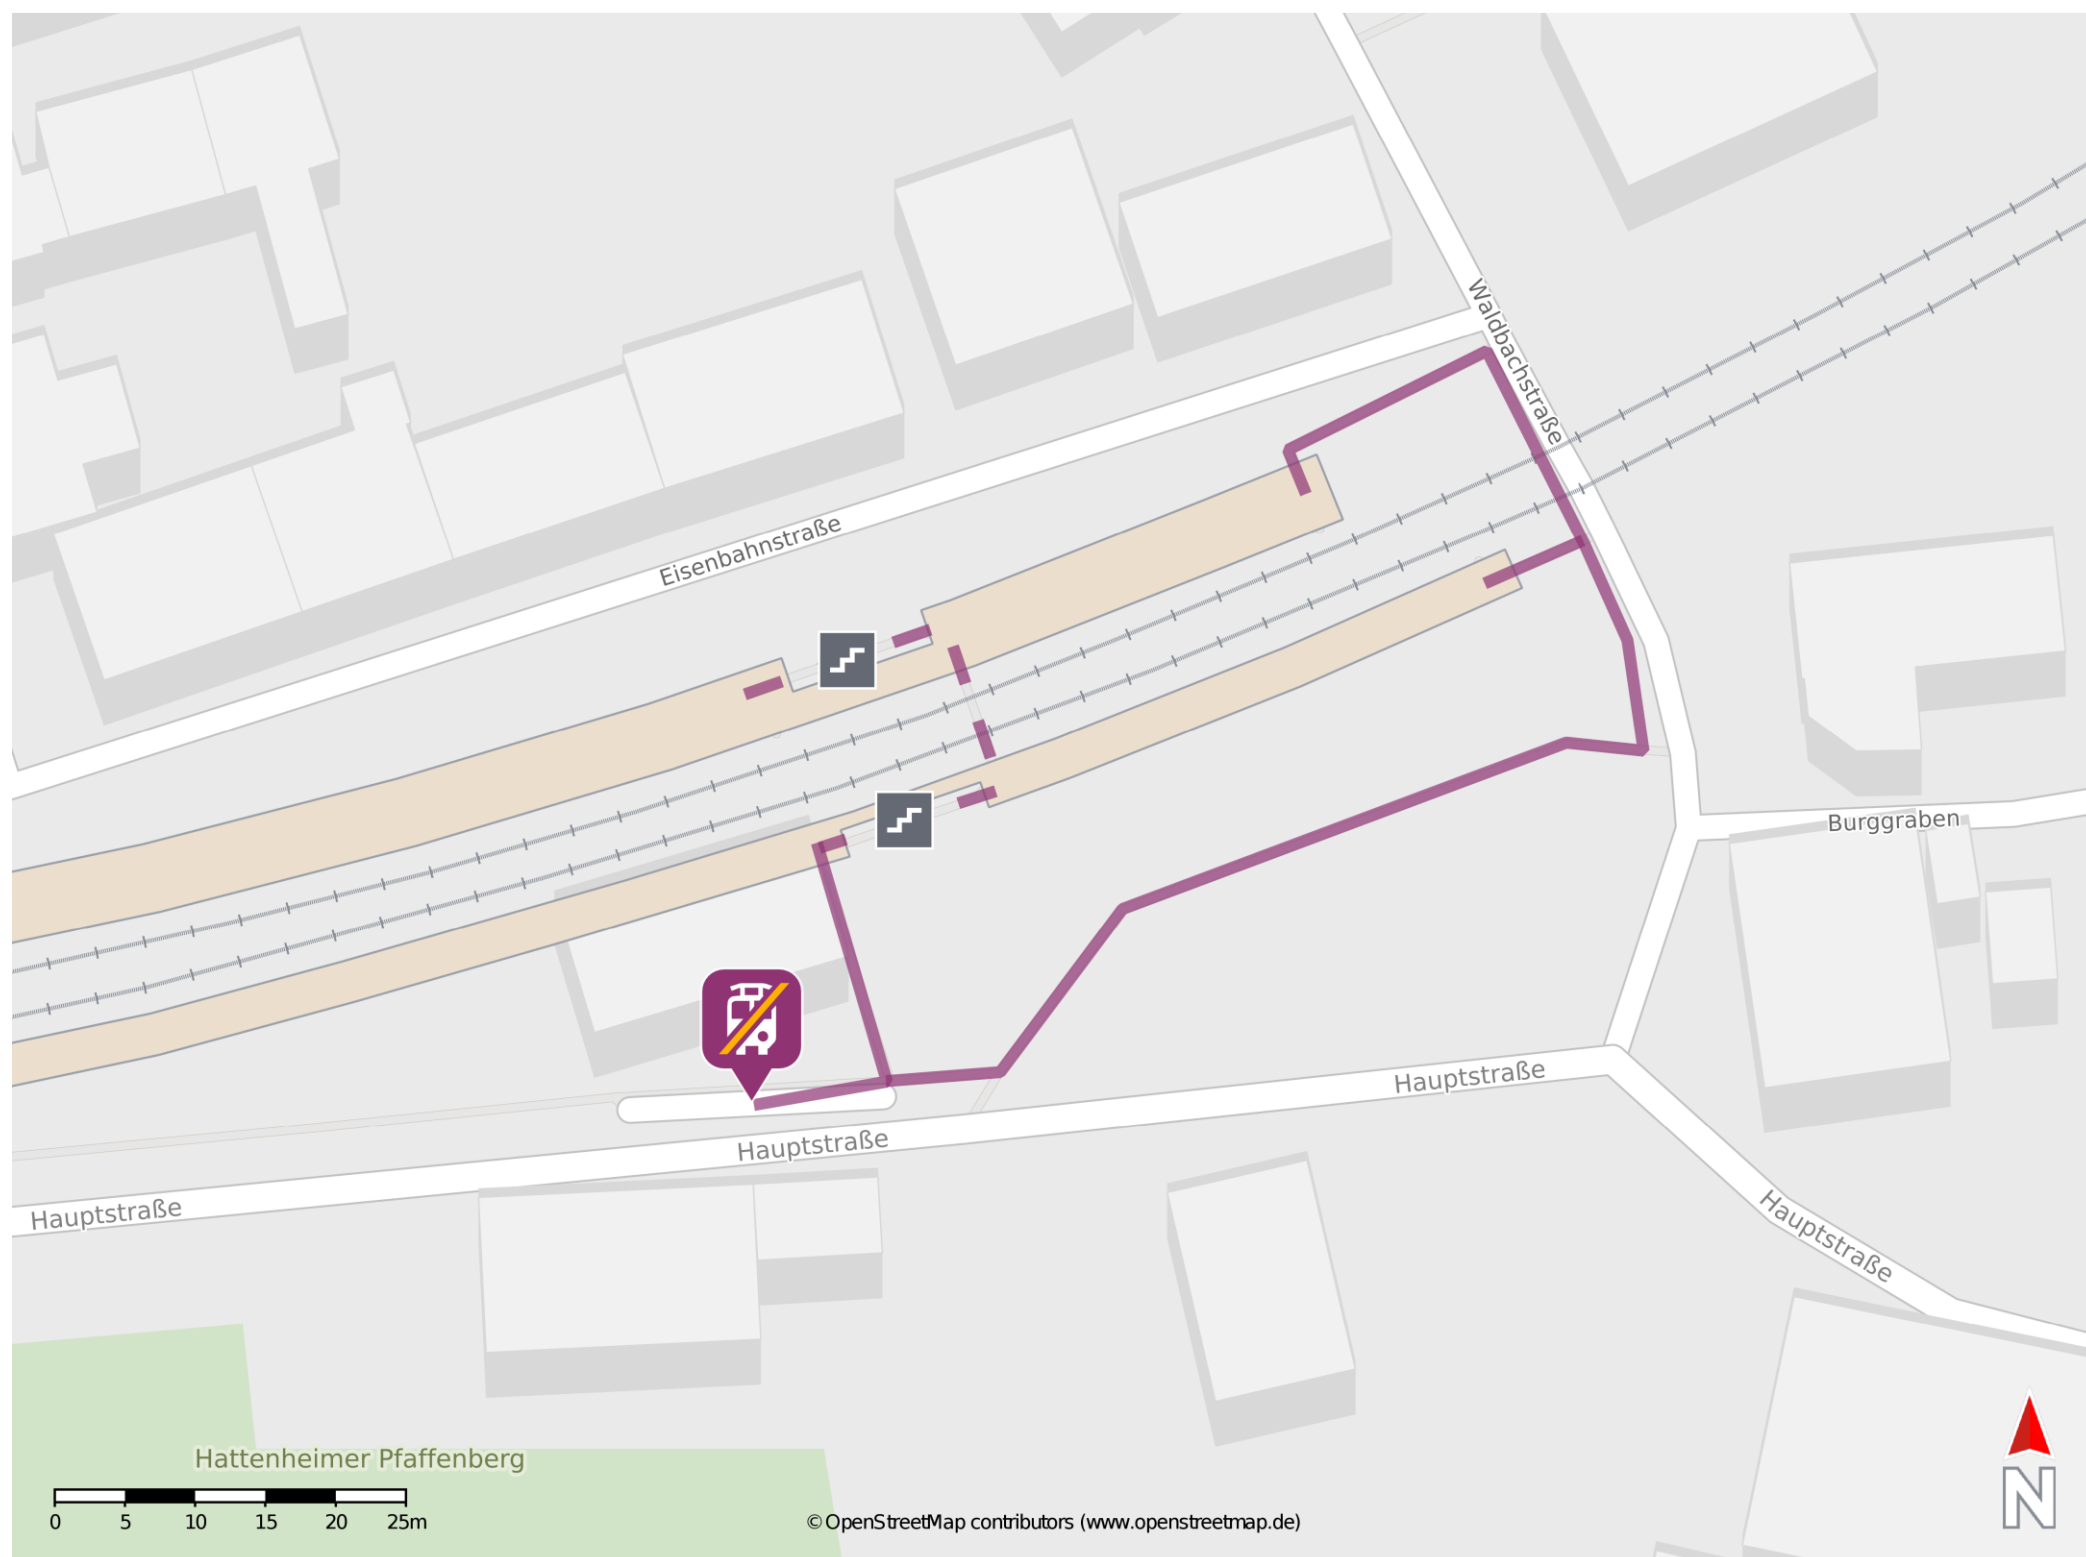 Waldbachstraße
Eisenbahnstraße
Burggraben
Hauptstraße
Hauptstraße
Hauptstraße
Hauptstraße
Hattenheimer Pfaffenberg
0 5 10 15 20 25m
© OpenStreetMap contributors (www.openstreetmap.de)
N